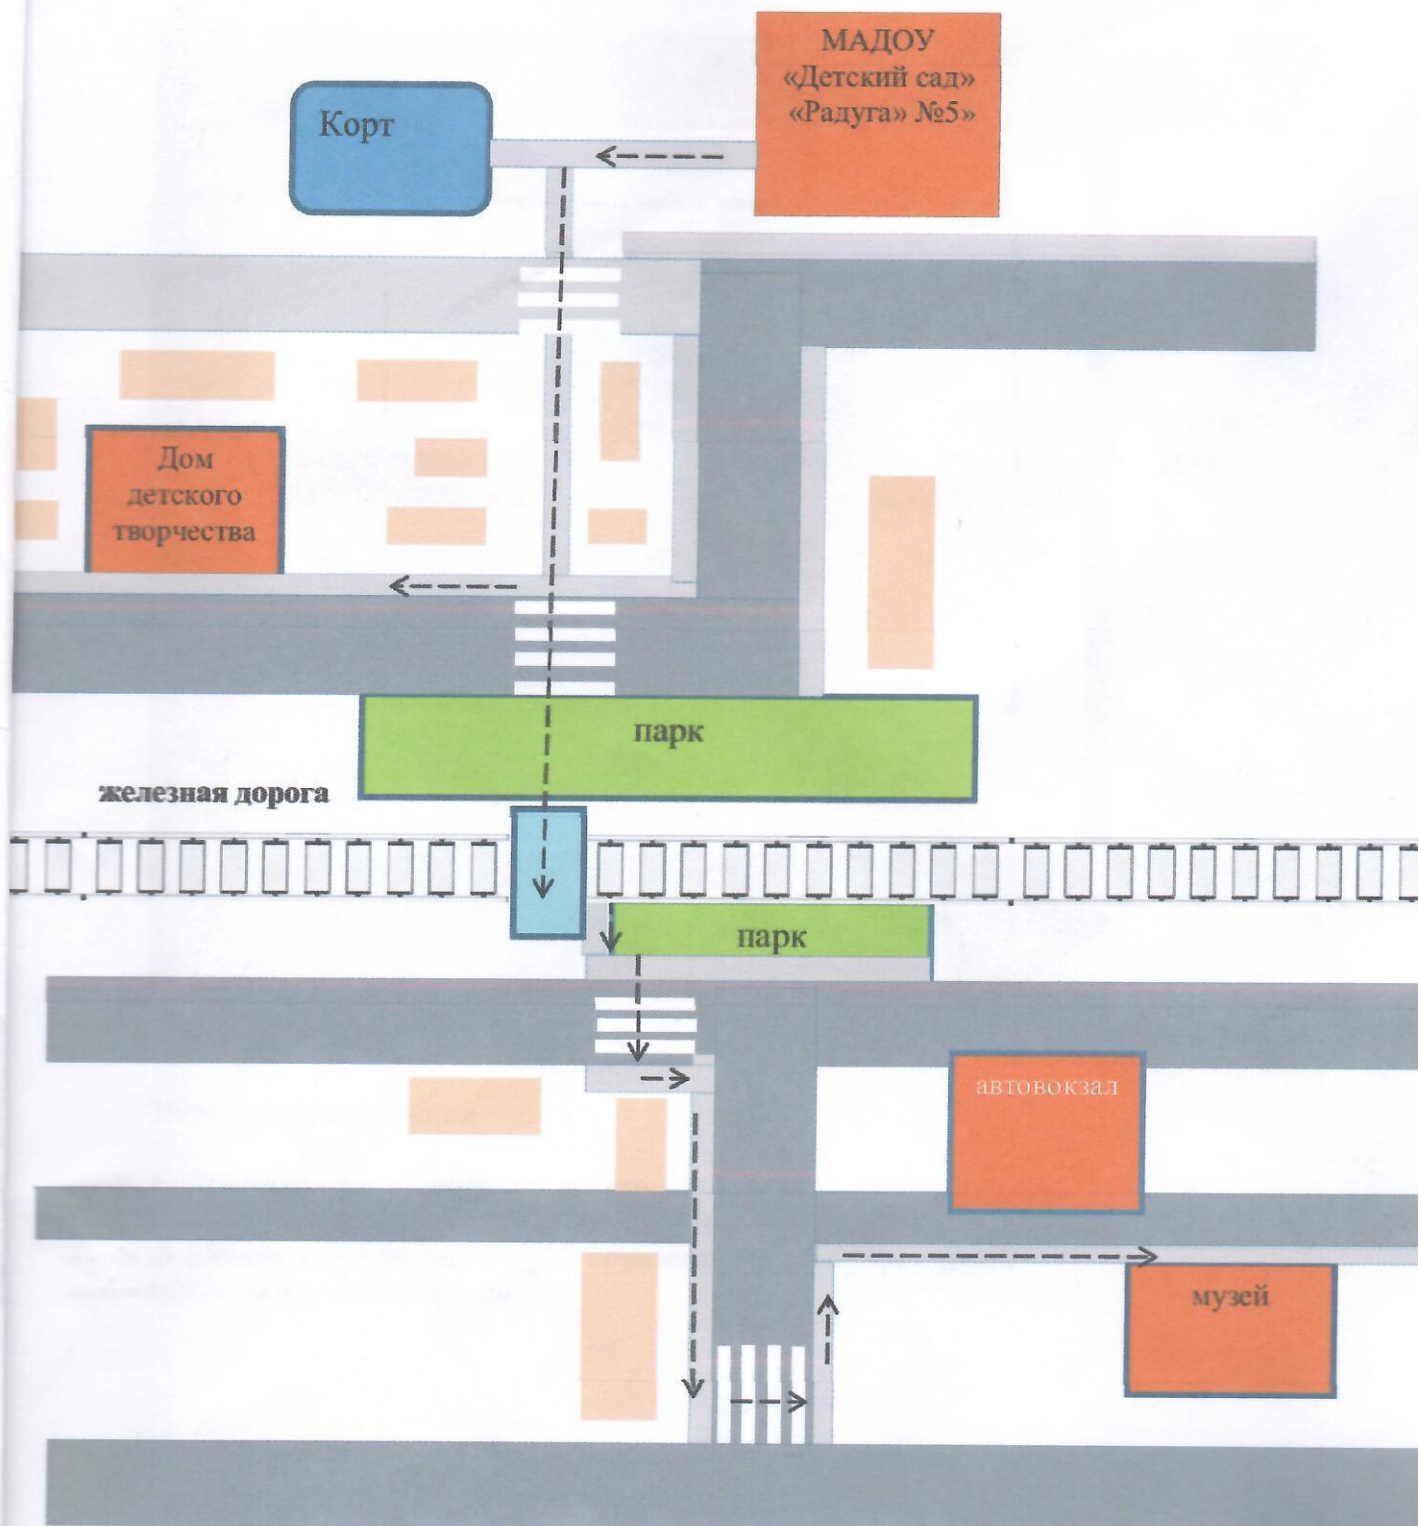 МАДОУ
«Детский сад»
«Радуга» №5»
Корт
Дом
детского
творчества
парк
железная дорога
парк
автовокзал
музей